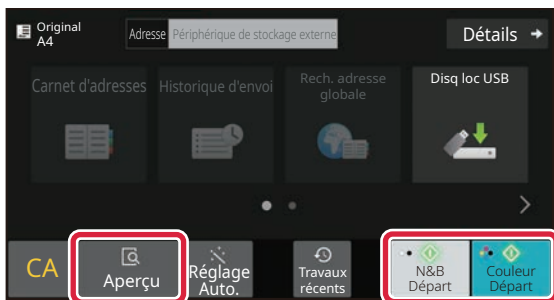 Original
A4
Adresse Périphérique de stockage externe
Détails
Carnet d'adresses
Historique d'envoi
Rech. adresse
globale
Disq loc USB
CA
Aperçu
Réglage
Auto.
Travaux
récents
N&B
Départ
Couleur
Départ